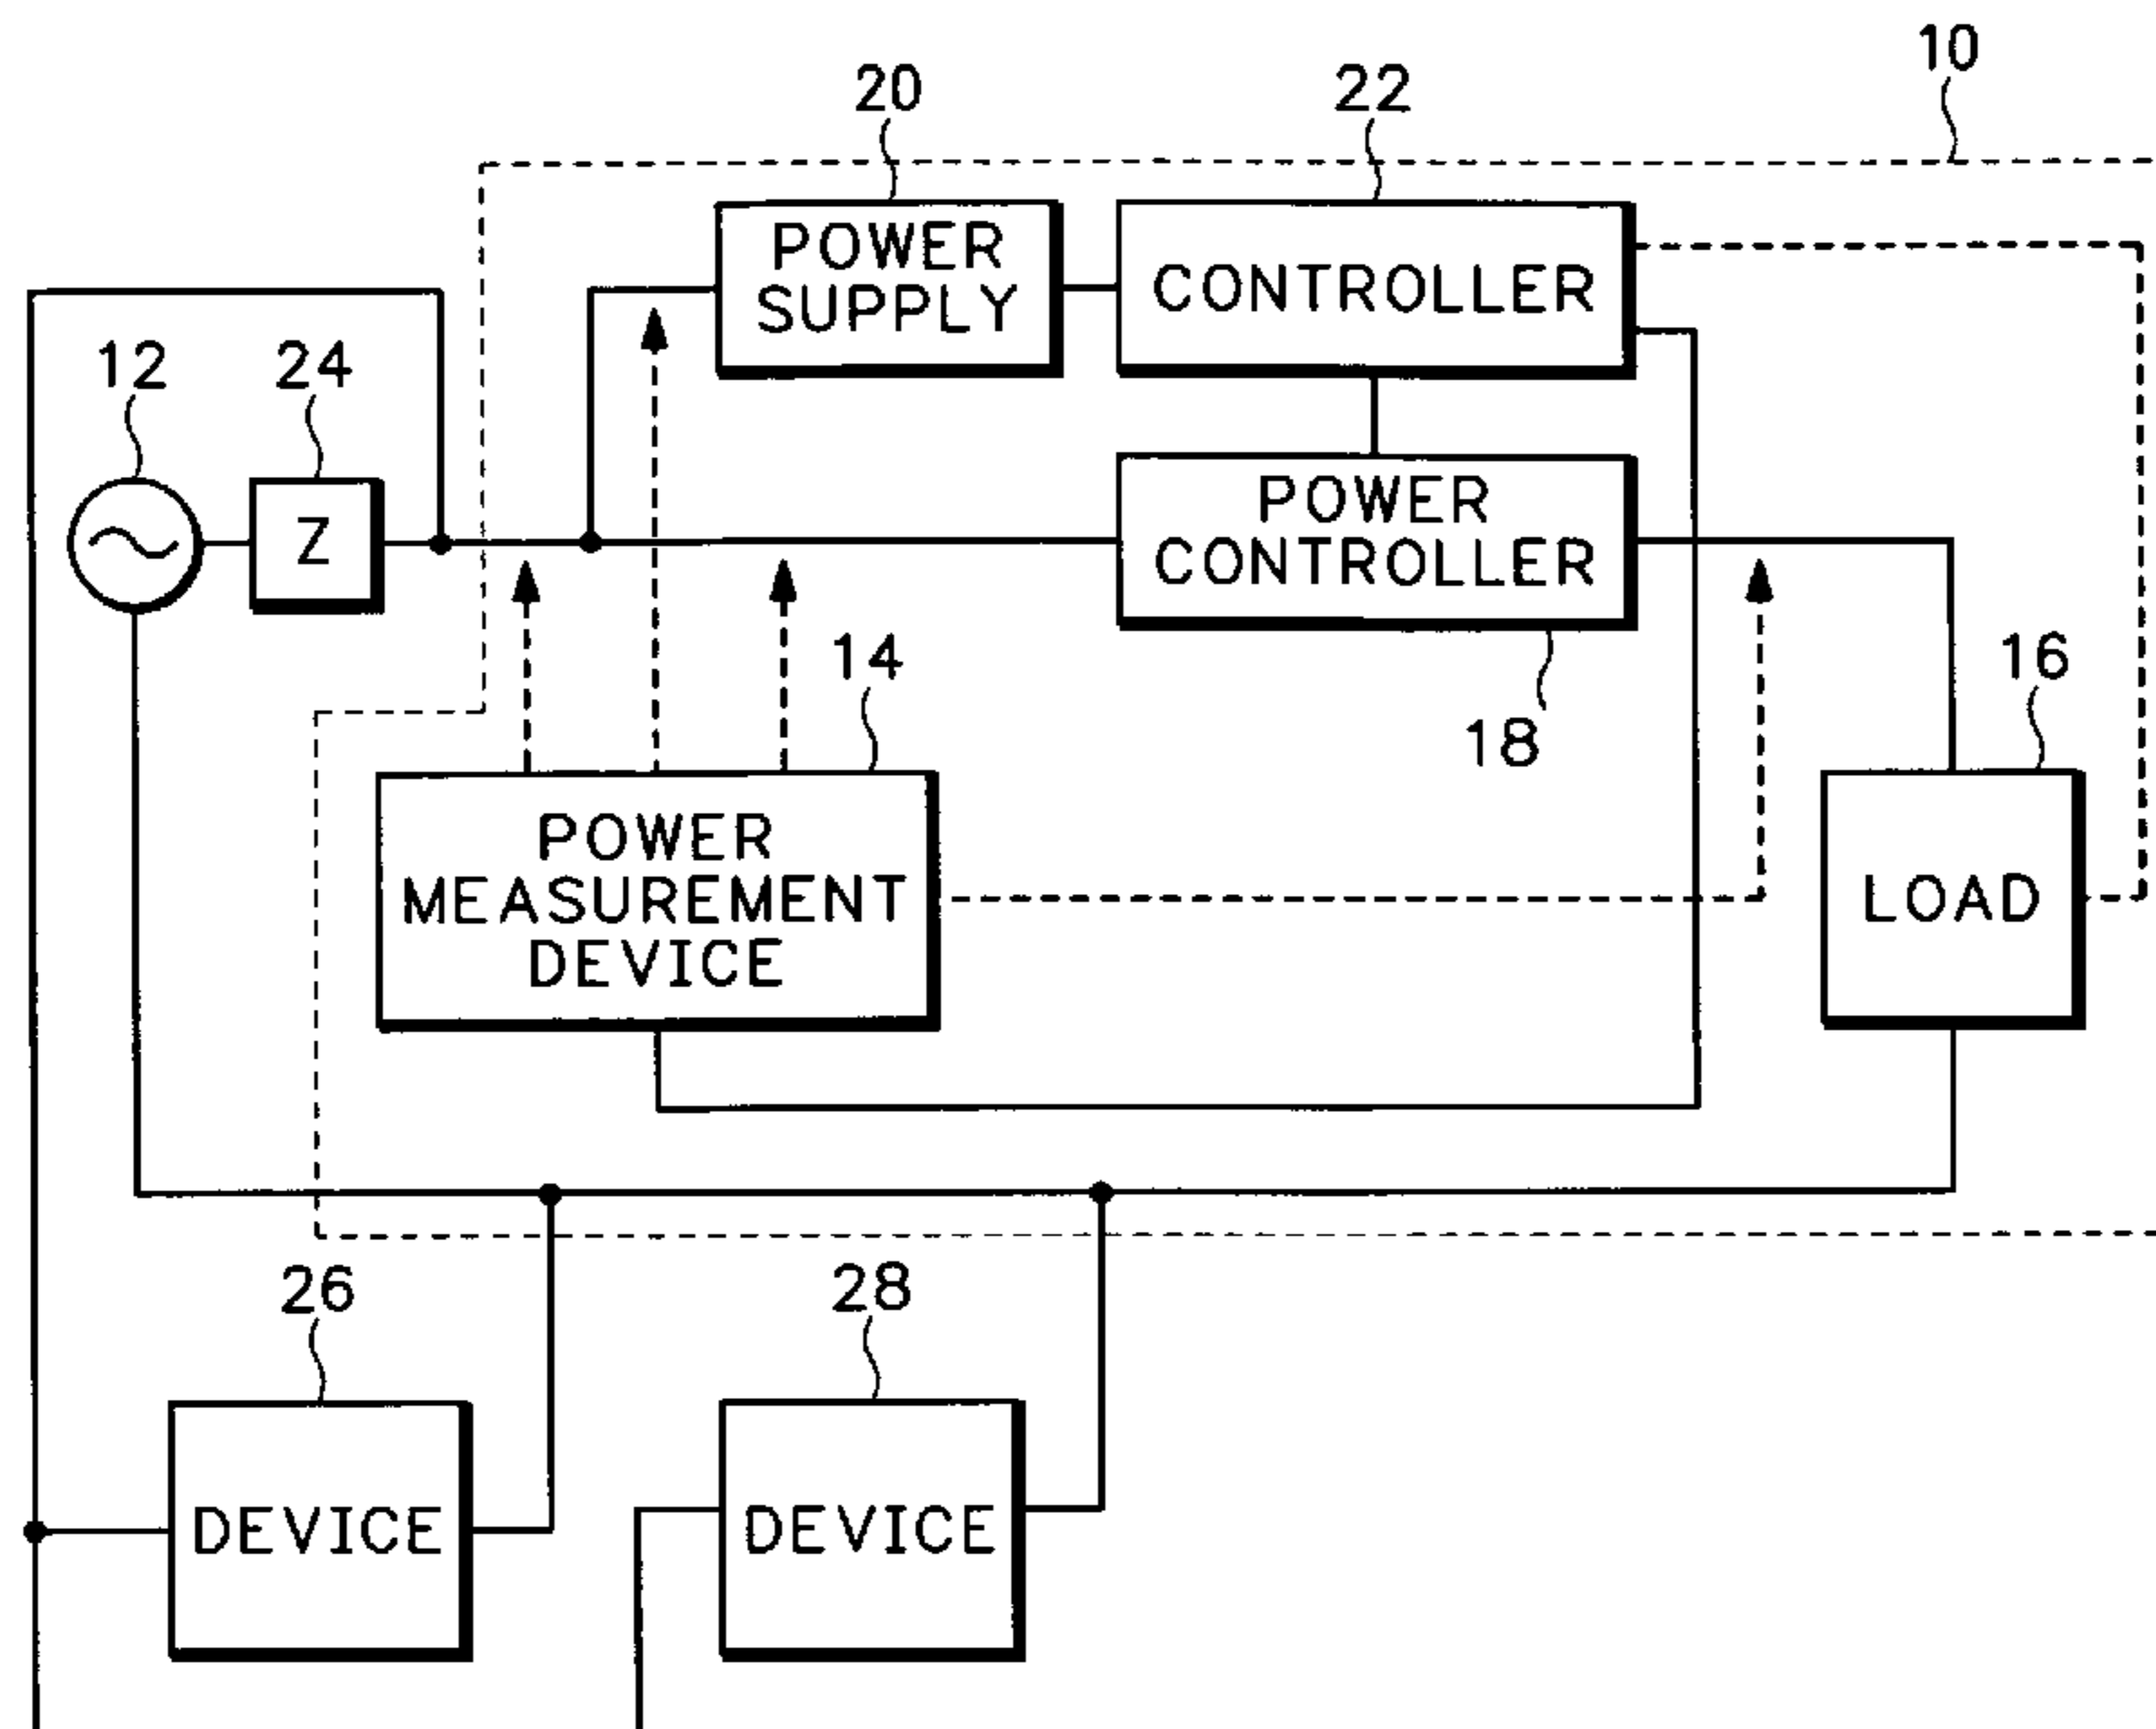 10
20
22
POWER
SUPPLY
CONTROLLER
12
24
Z
POWER
CONTROLLER
14
18
16
POWER
MEASUREMENT
DEVICE
LOAD
26
28
DEVICE
DEVICE